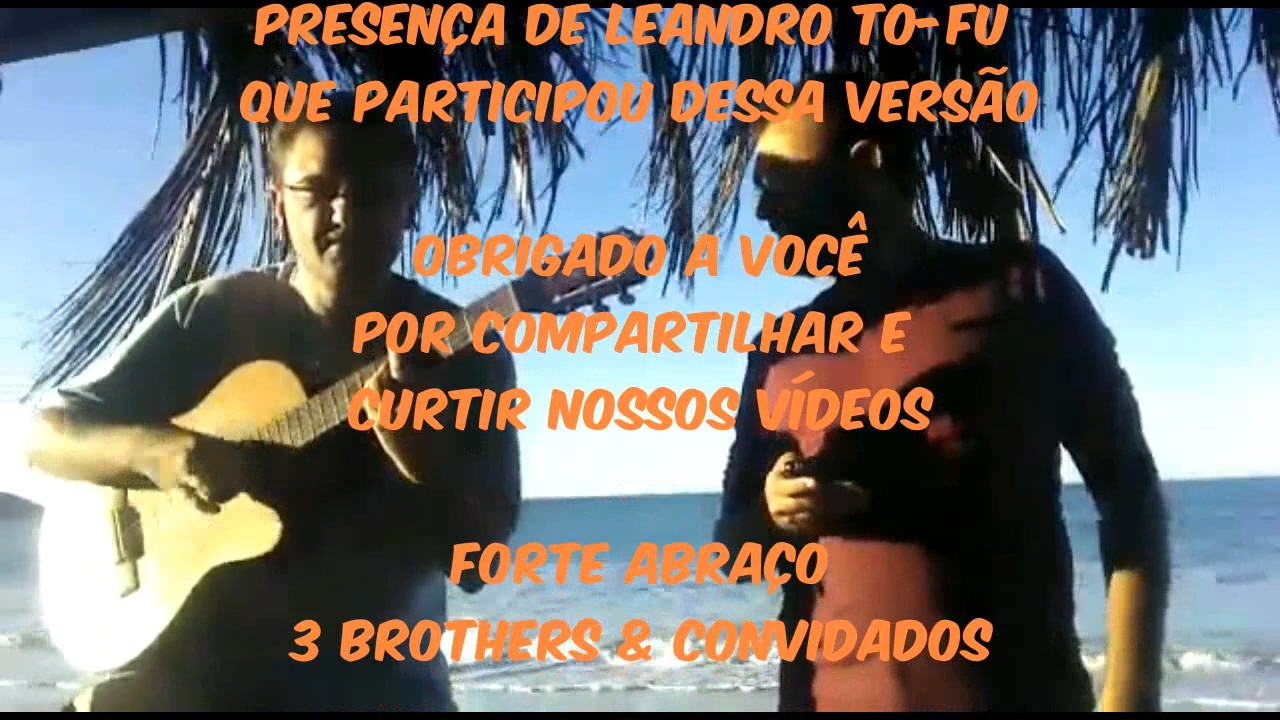 PRESENÇA DE LEANDRO TO-FU
QUE PARTICIPOU DESSA VERSÃO
OBRIGADO A VOCÊ
POR COMPARTILHAR E
CURTIR NOSSOS VÍDEOS
FORTE ABRAÇO
3 BROTHERS & CONVIDADOS